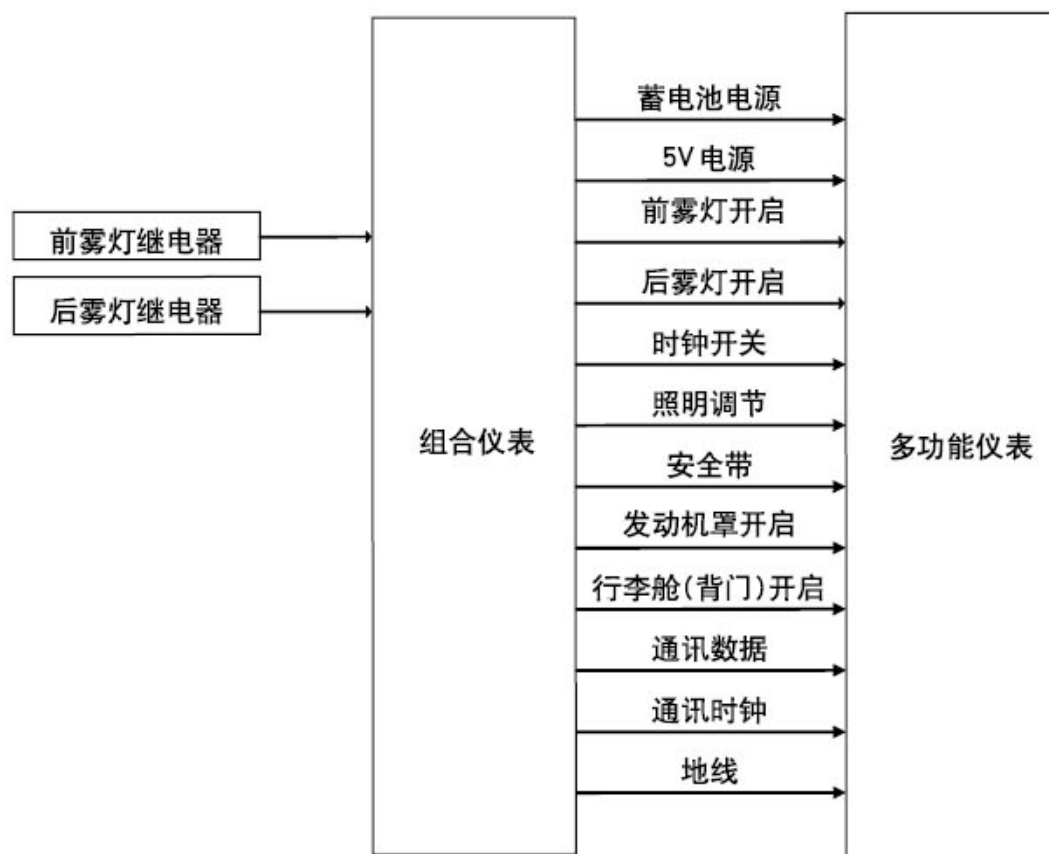 蓄电池电源
5V电源
前雾灯开启
前雾灯继电器
后雾灯继电器
后雾灯开启
时钟开关
照明调节
组合仪表
多功能仪表
安全带
发动机罩开启
行李舱(背门)开启
通讯数据
通讯时钟
地线